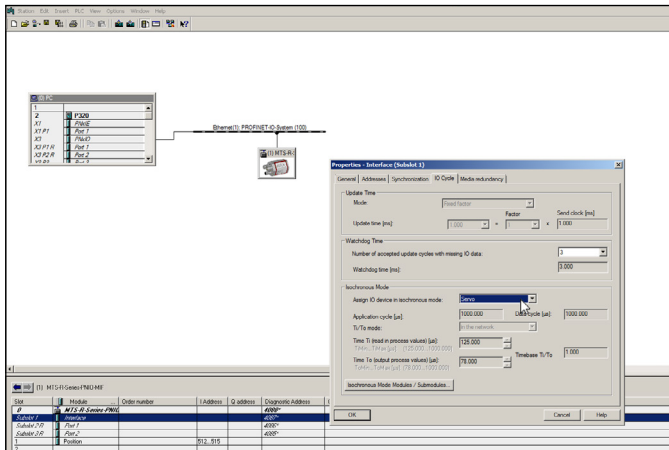 Station Edit Insert PLC View Options Window Help
(0) PC
1
2 P320
X1 PNxIE
X1 P1 Port 1
X3 PNxIO
X3 P1 R Port 1
X3 P2 R Port 2
Ethernet(1): PROFINET-IO-System (100)
(1) MTS-R-
Properties - Interface (Subslot 1)
General Addresses Synchronization IO Cycle Media redundancy
Update Time
Mode: Fixed factor
Factor Send clock [ms]
Update time [ms]: 1.000 = 1 x 1.000
Watchdog Time
Number of accepted update cycles with missing IO data: 3
Watchdog time [ms]: 3.000
Isochronous Mode
Assign IO device in isochronous mode: Servo
Application cycle [µs]: 1000.000 Data cycle [µs]: 1000.000
Ti/To mode: in the network
Time Ti (read in process values) [µs]: 125.000
Timebase Ti/To 1.000
Time To (output process values) [µs]: 78.000
Isochronous Mode Modules / Submodules...
OK Cancel Help
(1) MTS-R-Series-PNIO-MIF
Slot Module ... Order number I Address Q address Diagnostic Address
0 MTS-R-Series-PNIO 4088*
Subslot 1 Interface 4087*
Subslot 2 R Port 1 4086*
Subslot 3 R Port 2 4085*
1 Position 512...515
2